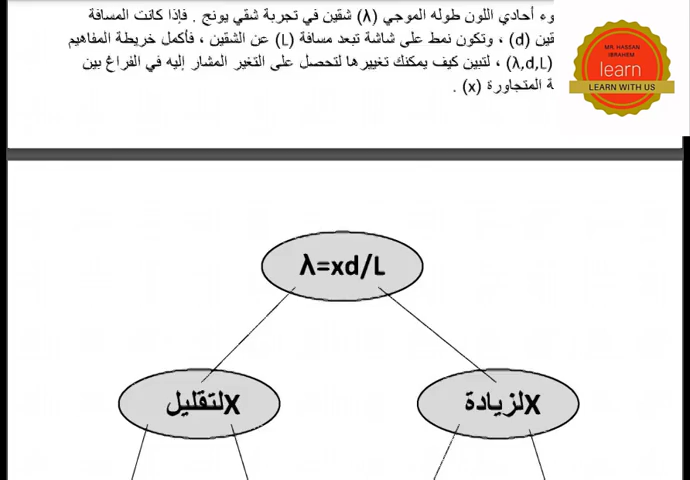 وء أحادي اللون طوله الموجي (λ) شقين في تجربة شقي يونج . فإذا كانت المسافة
قين (d) ، وتكون نمط على شاشة تبعد مسافة (L) عن الشقين ، فأكمل خريطة المفاهيم
(λ,d,L) ، لتبين كيف يمكنك تغييرها لتحصل على التغير المشار إليه في الفراغ بين
ة المتجاورة (x) .
MR. HASSAN
IBRAHIEM
learn
LEARN WITH US
λ=xd/L
لزيادةX
لتقليلX